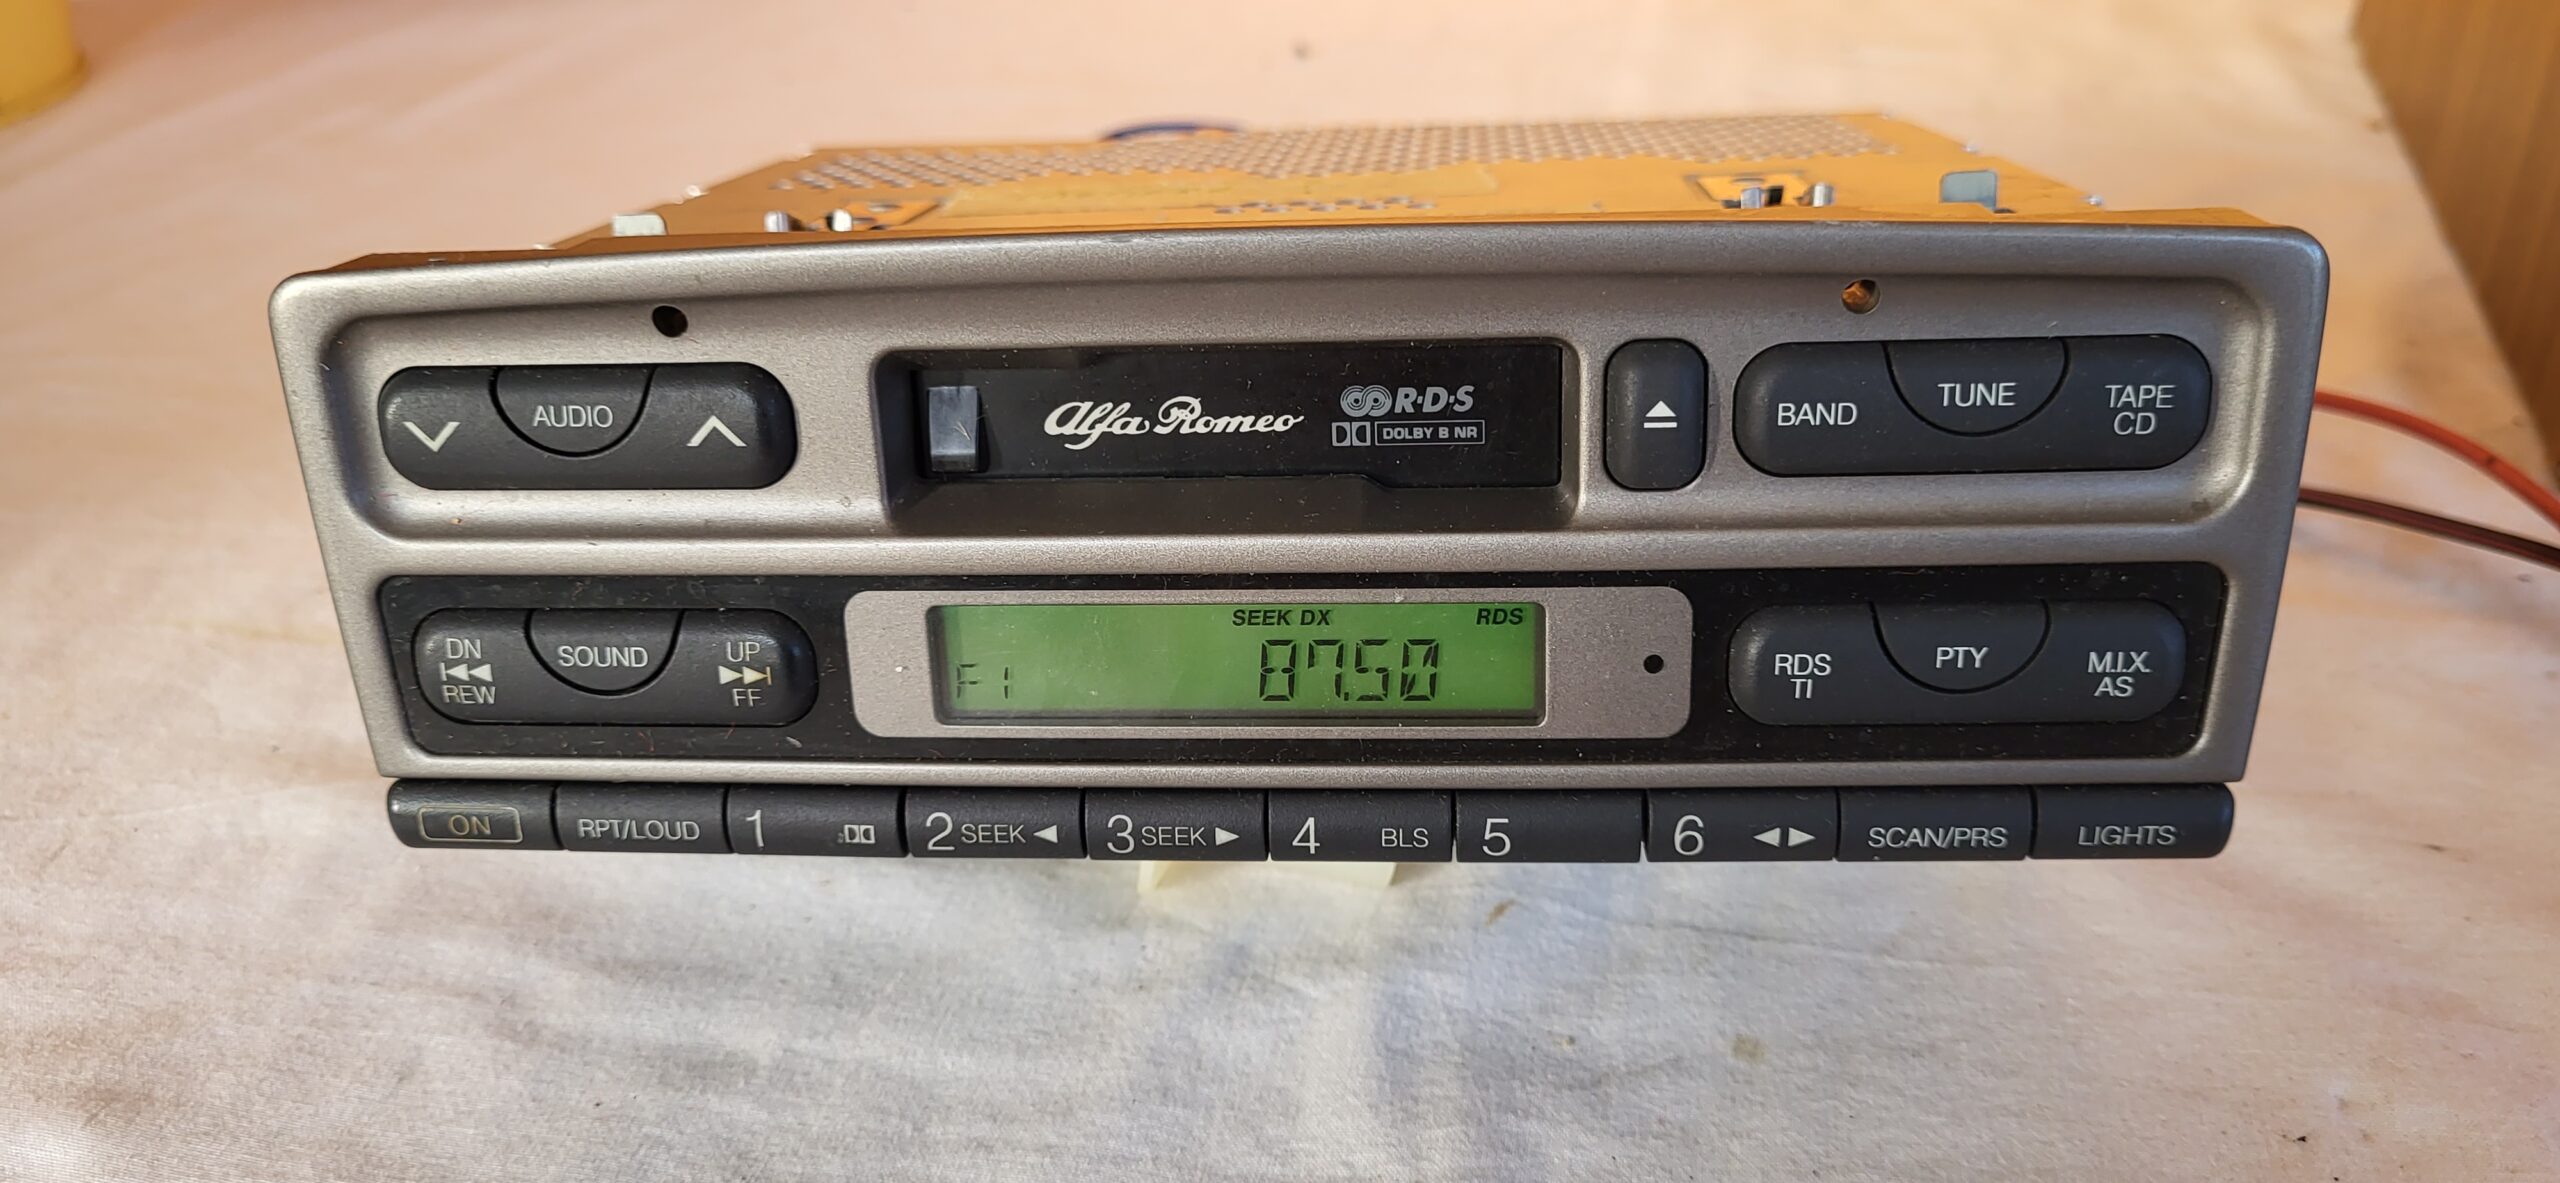 AUDIO
Alfa Romeo
R·D·S
DOLBY B NR
BAND
TUNE
TAPE
CD
DN
REW
SOUND
UP
FF
SEEK DX
RDS
F1
87.50
RDS
TI
PTY
M.I.X.
AS
ON
RPT/LOUD
1
2 SEEK ◀
3 SEEK ▶
4 BLS
5
6 ◀ ▶
SCAN/PRS
LIGHTS